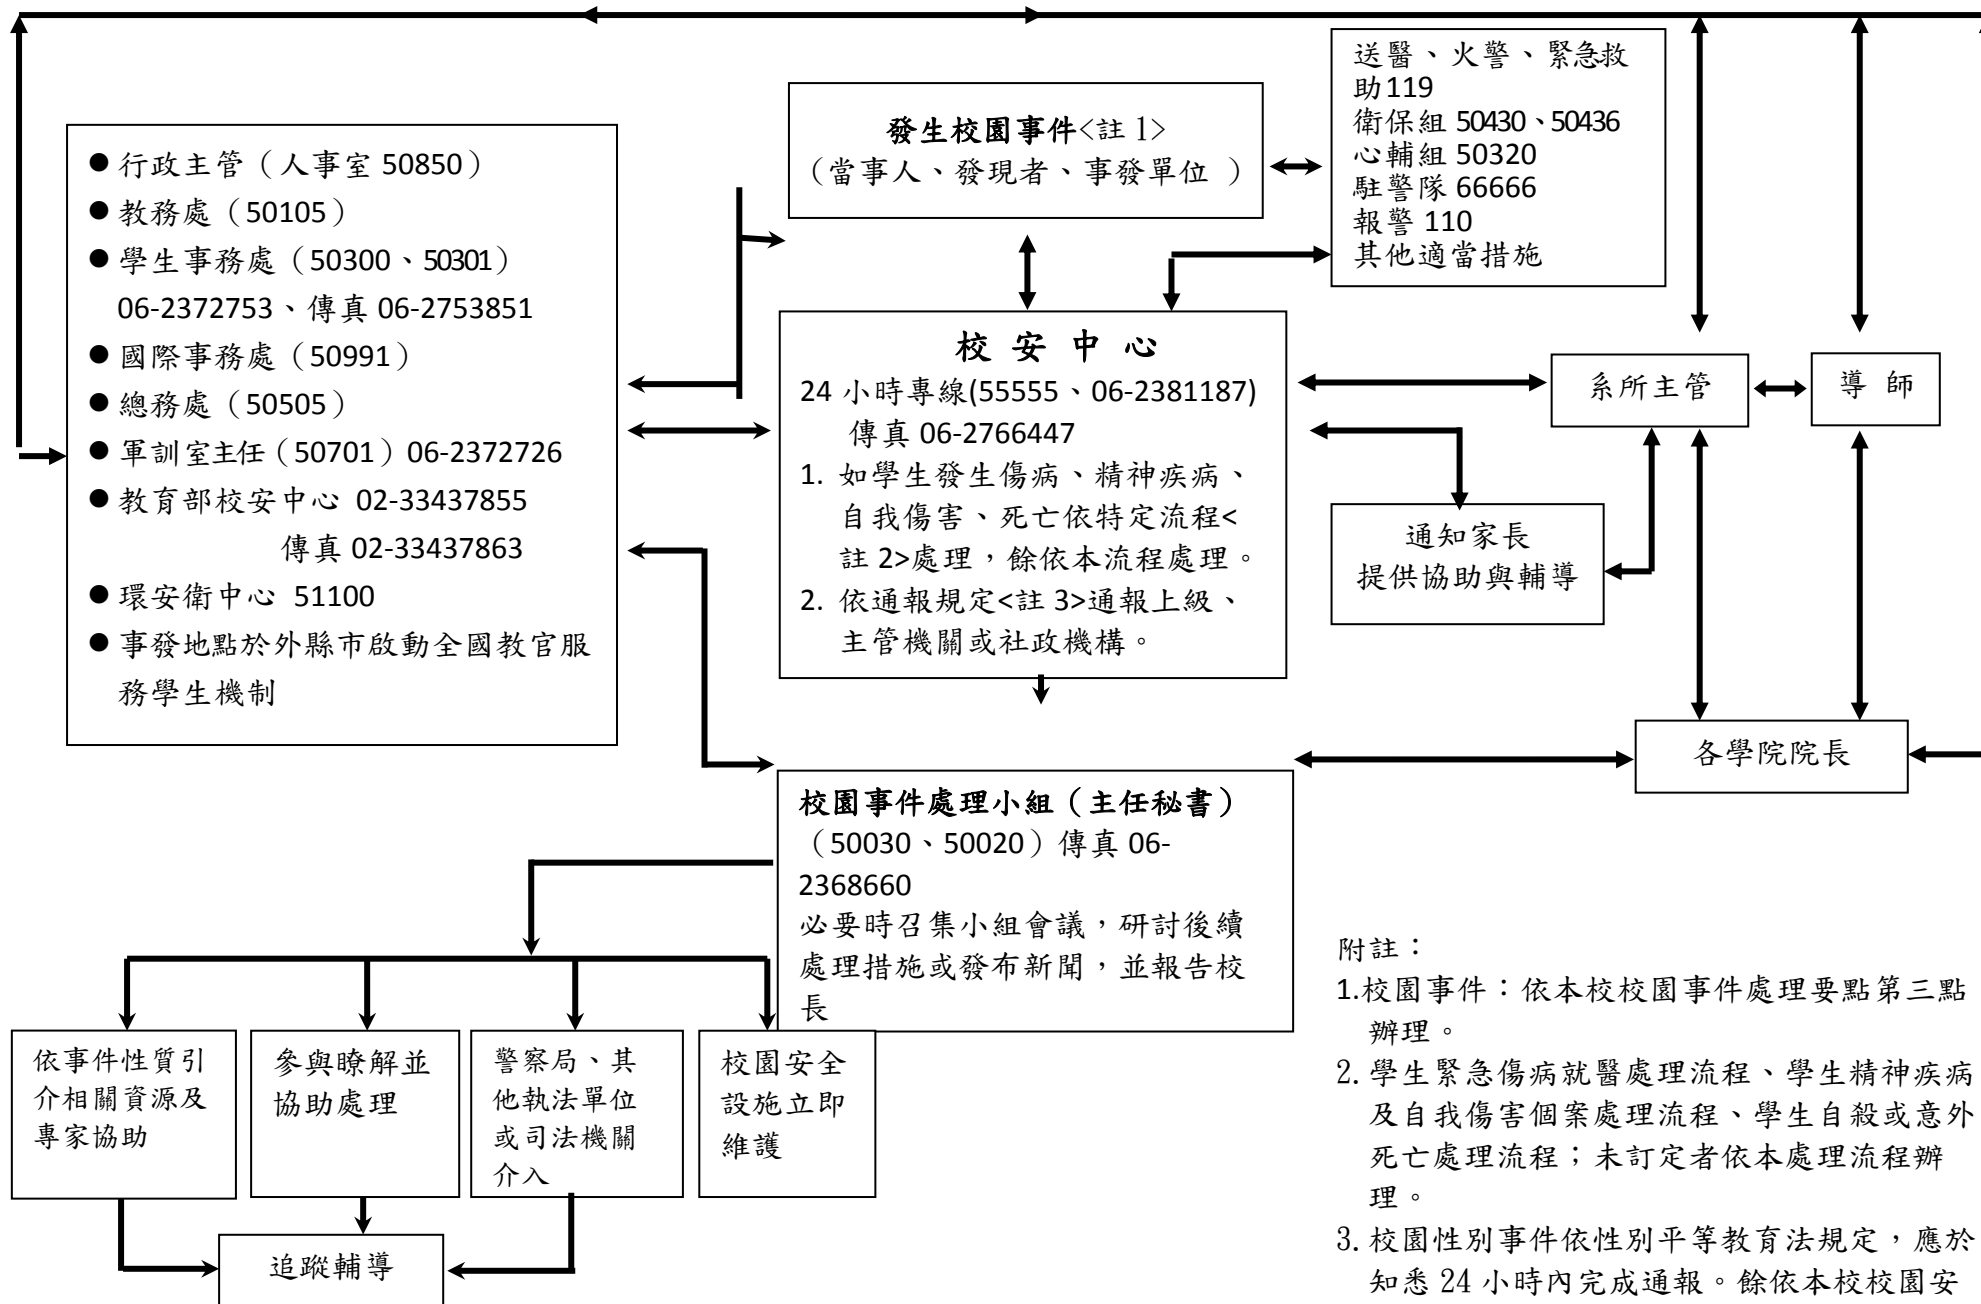 發生校園事件<註 1>
（當事人、發現者、事發單位 ）
送醫、火警、緊急救
助119
衛保組 50430、50436
心輔組 50320
駐警隊 66666
報警 110
其他適當措施
● 行政主管（人事室 50850）
● 教務處（50105）
● 學生事務處（50300、50301）
06-2372753、傳真 06-2753851
● 國際事務處（50991）
● 總務處（50505）
● 軍訓室主任（50701）06-2372726
● 教育部校安中心 02-33437855
傳真 02-33437863
● 環安衛中心 51100
● 事發地點於外縣市啟動全國教官服
務學生機制
校 安 中 心
24 小時專線(55555、06-2381187)
傳真 06-2766447
1. 如學生發生傷病、精神疾病、
自我傷害、死亡依特定流程<
註 2>處理，餘依本流程處理。
2. 依通報規定<註 3>通報上級、
主管機關或社政機構。
系所主管
導 師
通知家長
提供協助與輔導
各學院院長
校園事件處理小組（主任秘書）
（50030、50020）傳真 06-
2368660
必要時召集小組會議，研討後續
處理措施或發布新聞，並報告校
長
依事件性質引
介相關資源及
專家協助
參與瞭解並
協助處理
警察局、其
他執法單位
或司法機關
介入
校園安全
設施立即
維護
追蹤輔導
附註：
1.校園事件：依本校校園事件處理要點第三點
辦理。
2. 學生緊急傷病就醫處理流程、學生精神疾病
及自我傷害個案處理流程、學生自殺或意外
死亡處理流程；未訂定者依本處理流程辦
理。
3. 校園性別事件依性別平等教育法規定，應於
知悉 24 小時內完成通報。餘依本校校園安